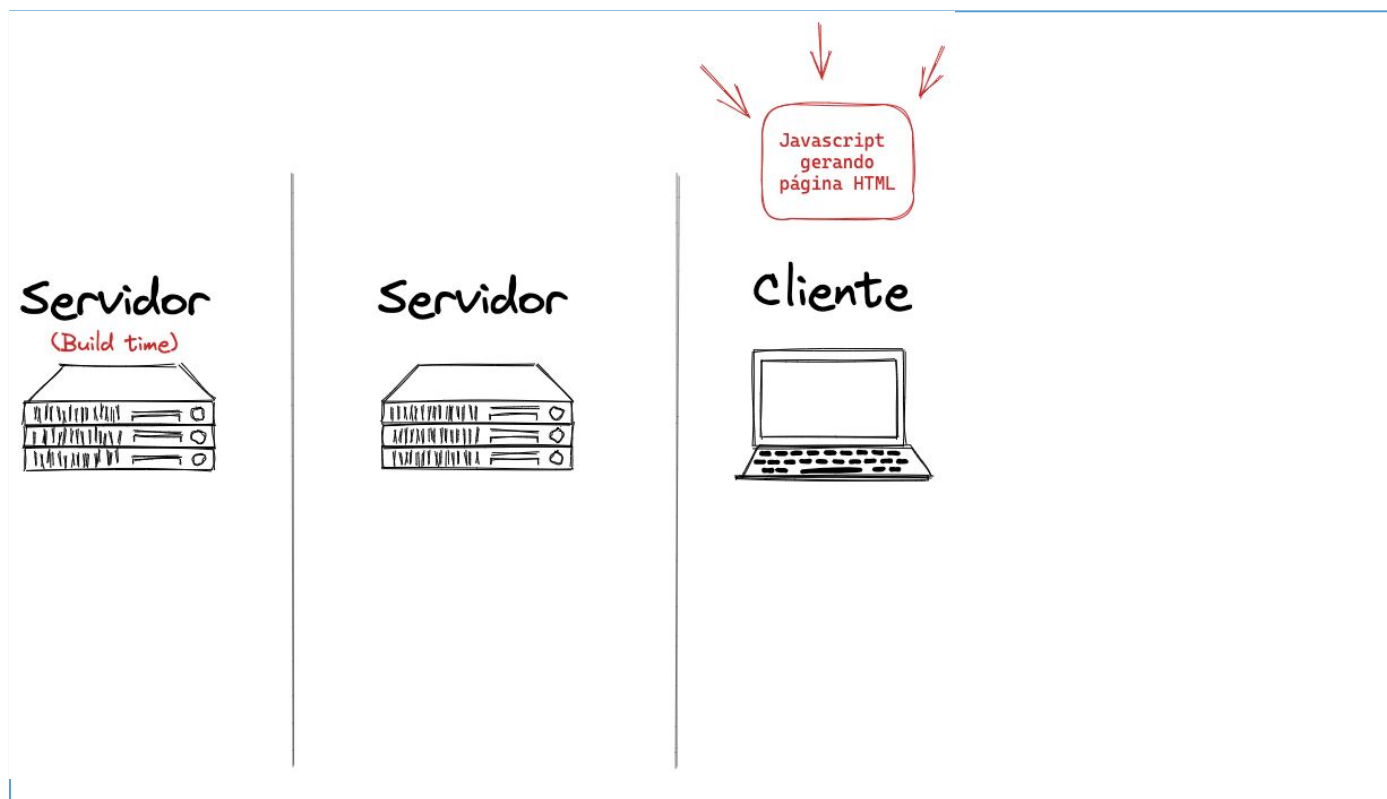 Javascript
gerando
página HTML
Servidor
(Build time)
Servidor
Cliente